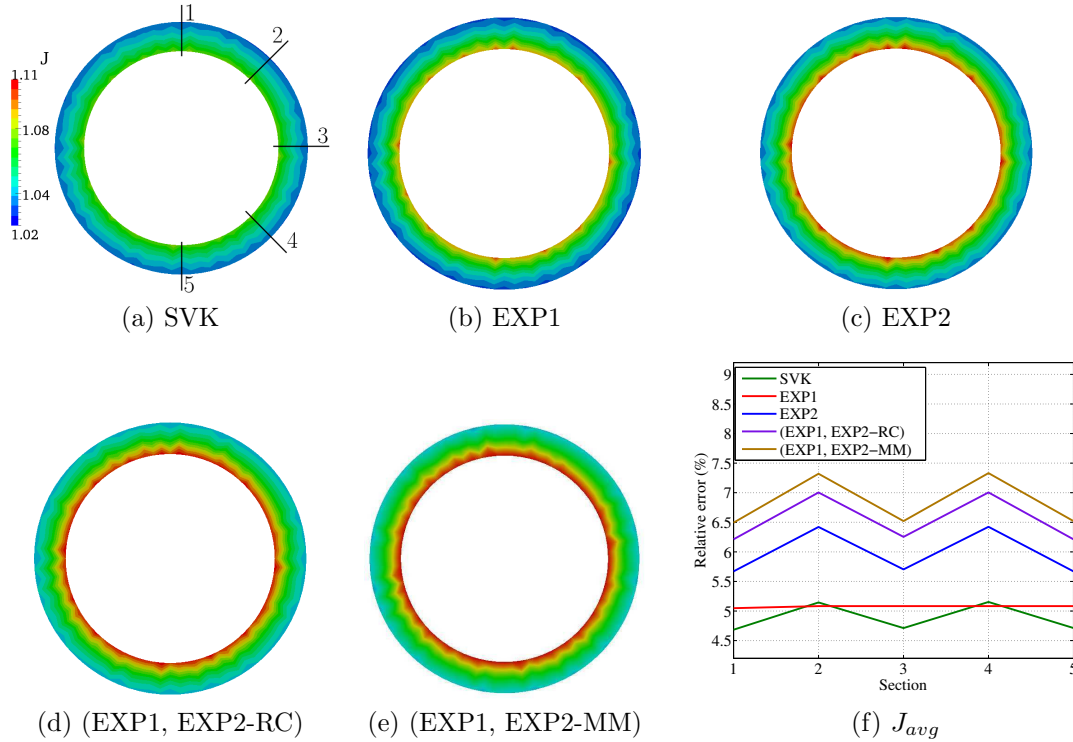 1
2
3
4
5
J
1.11
1.08
1.04
1.02
(a) SVK
(b) EXP1
(c) EXP2
(d) (EXP1, EXP2-RC)
(e) (EXP1, EXP2-MM)
SVK
EXP1
EXP2
(EXP1, EXP2−RC)
(EXP1, EXP2−MM)
Relative error (%)
9
8.5
8
7.5
7
6.5
6
5.5
5
4.5
1 2 3 4 5
Section
(f) J_avg